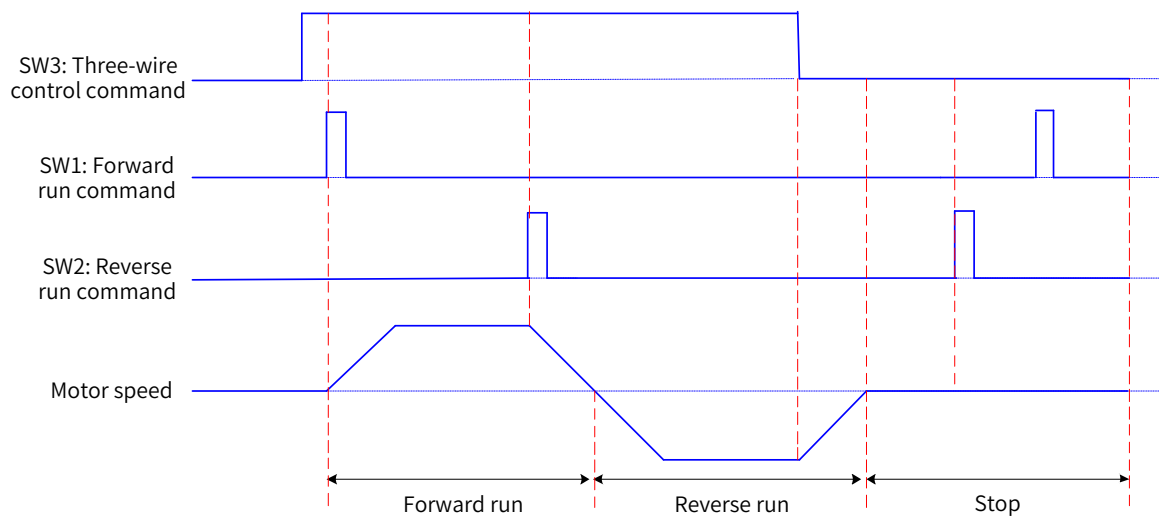 SW3: Three-wire
control command
SW1: Forward
run command
SW2: Reverse
run command
Motor speed
Forward run
Reverse run
Stop